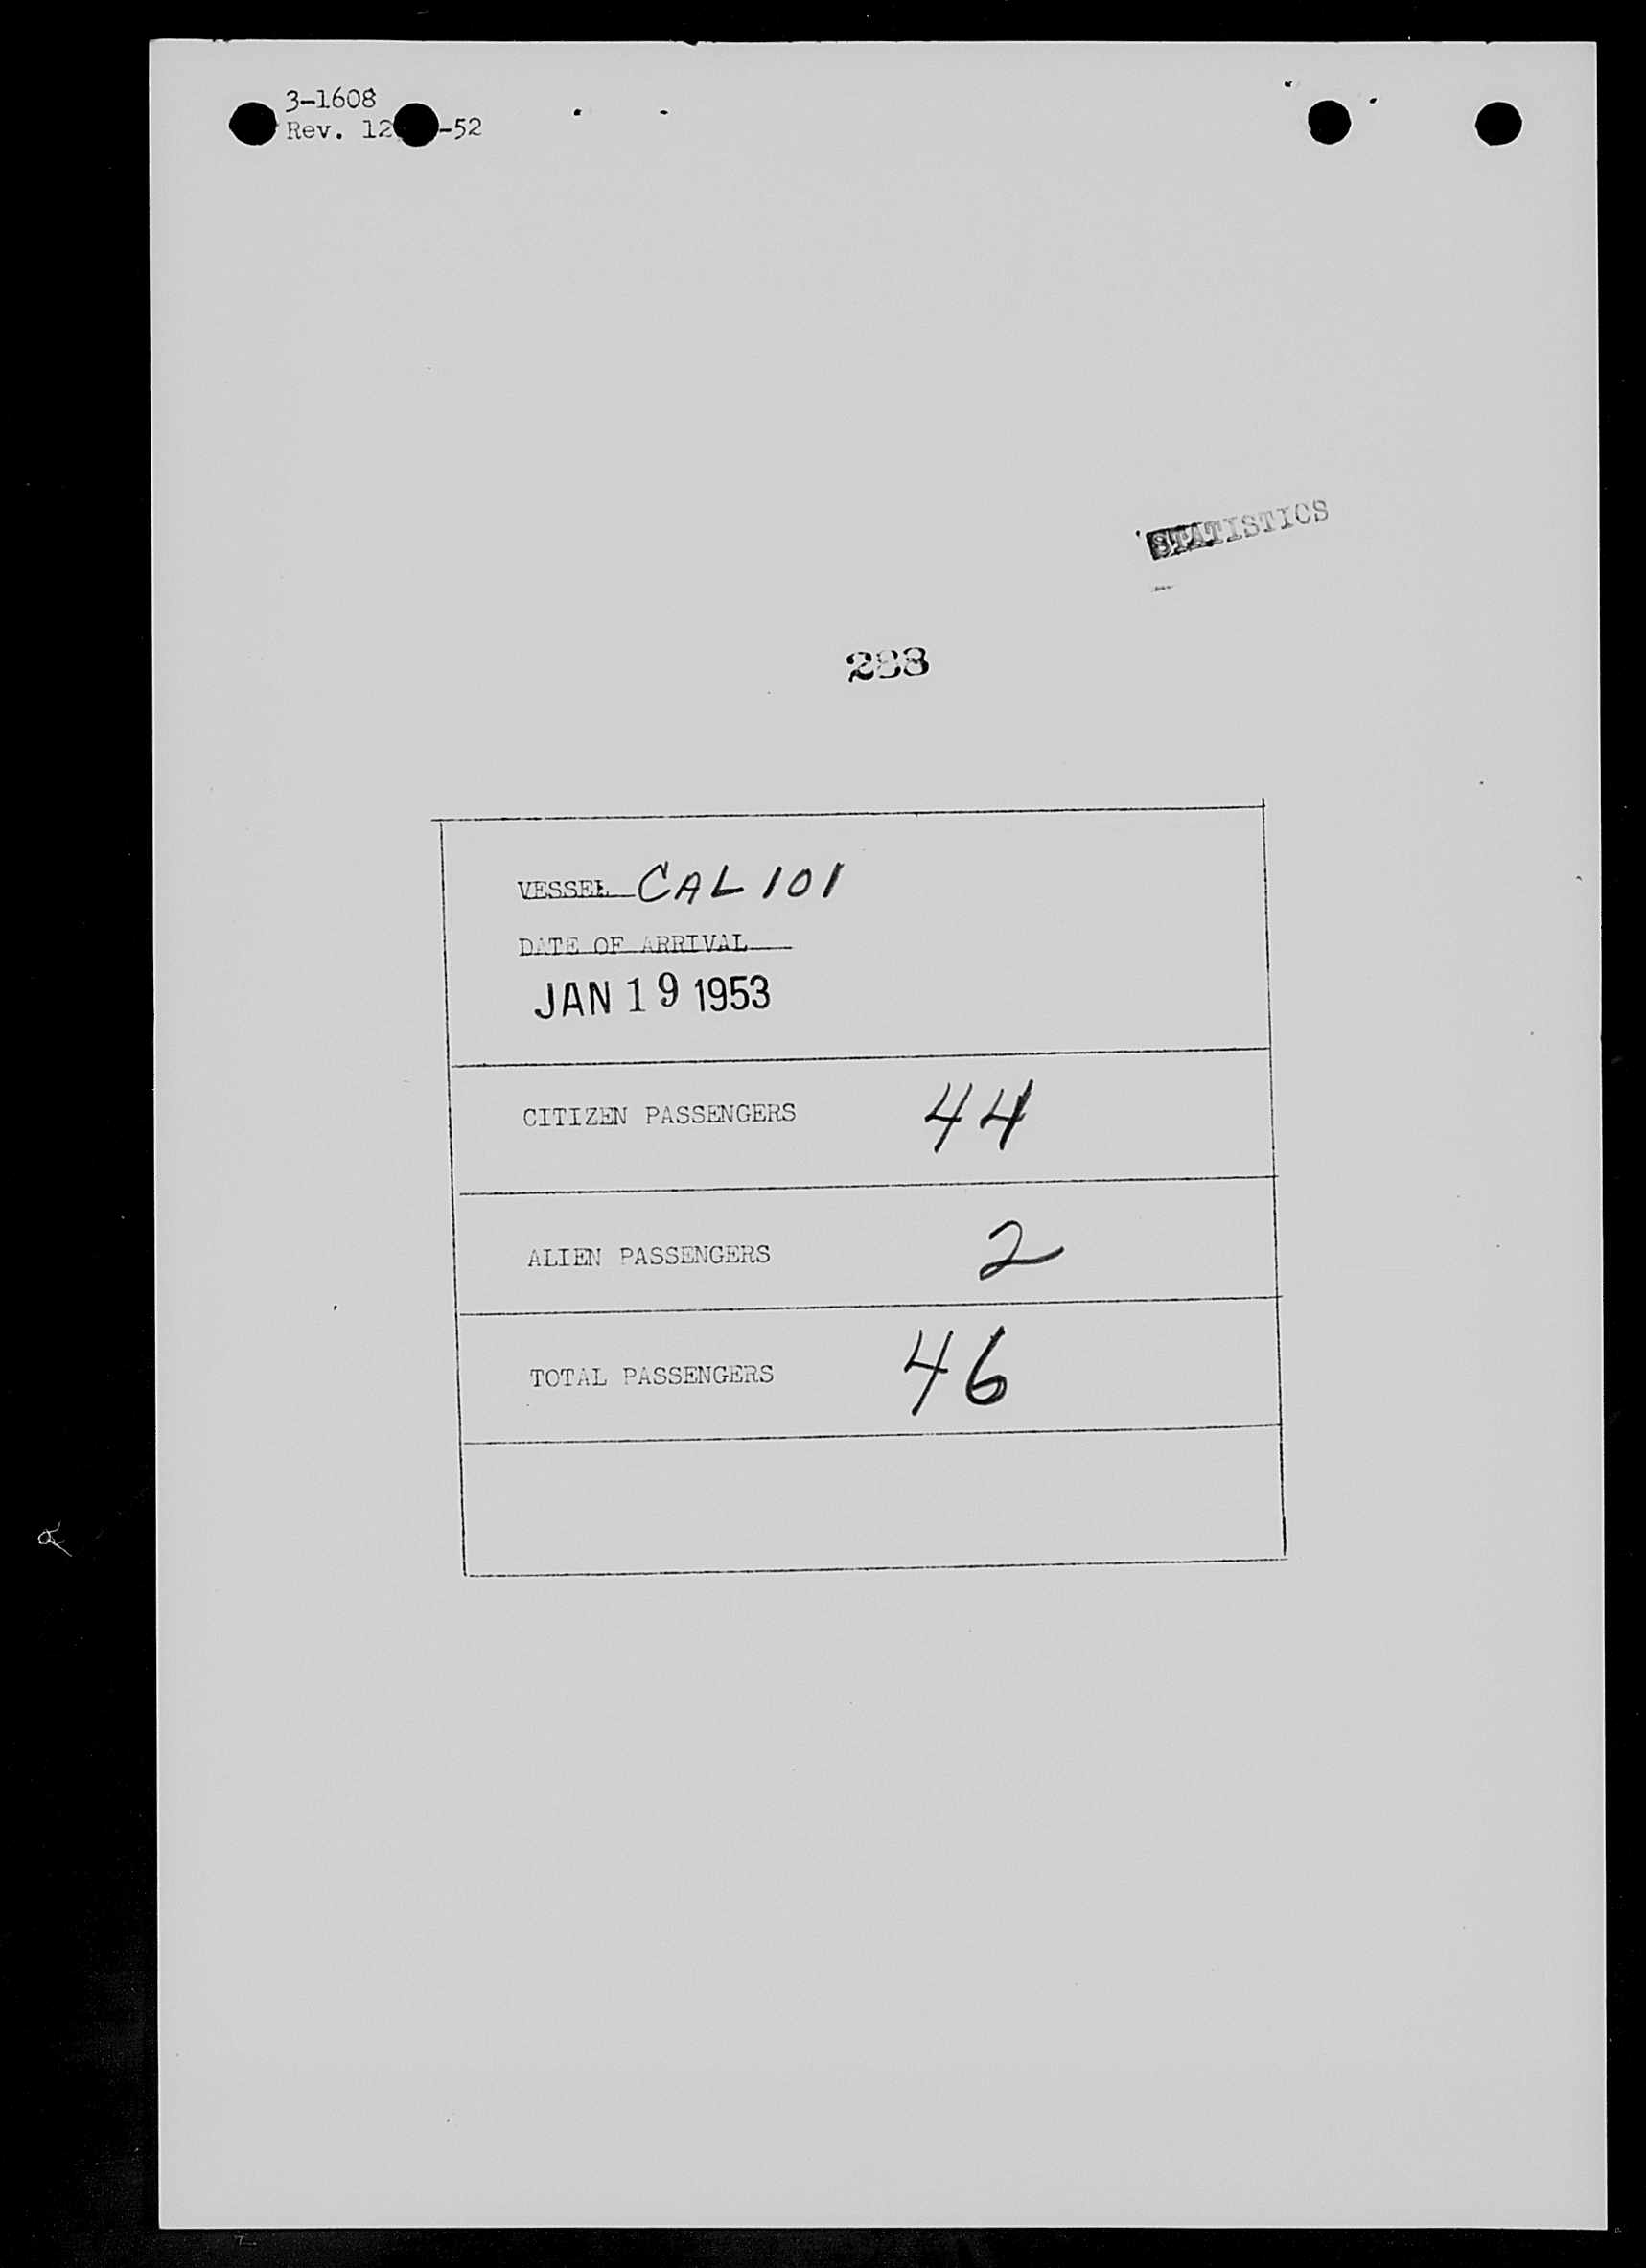 3-1608
Rev. 12 -52
STATISTICS
VESSEL CAL 101
DATE OF ARRIVAL
JAN 19 1953
CITIZEN PASSENGERS 44
ALIEN PASSENGERS 2
TOTAL PASSENGERS 46